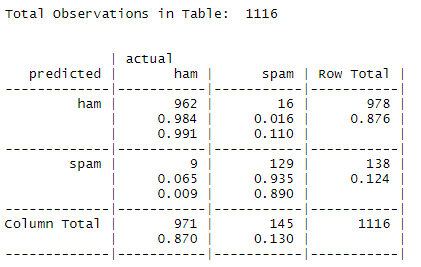 Total Observations in Table:  1116
             | actual
   predicted |       ham |      spam | Row Total |
-------------|-----------|-----------|-----------|
         ham |       962 |        16 |       978 |
             |     0.984 |     0.016 |     0.876 |
             |     0.991 |     0.110 |           |
-------------|-----------|-----------|-----------|
        spam |         9 |       129 |       138 |
             |     0.065 |     0.935 |     0.124 |
             |     0.009 |     0.890 |           |
-------------|-----------|-----------|-----------|
Column Total |       971 |       145 |      1116 |
             |     0.870 |     0.130 |           |
-------------|-----------|-----------|-----------|